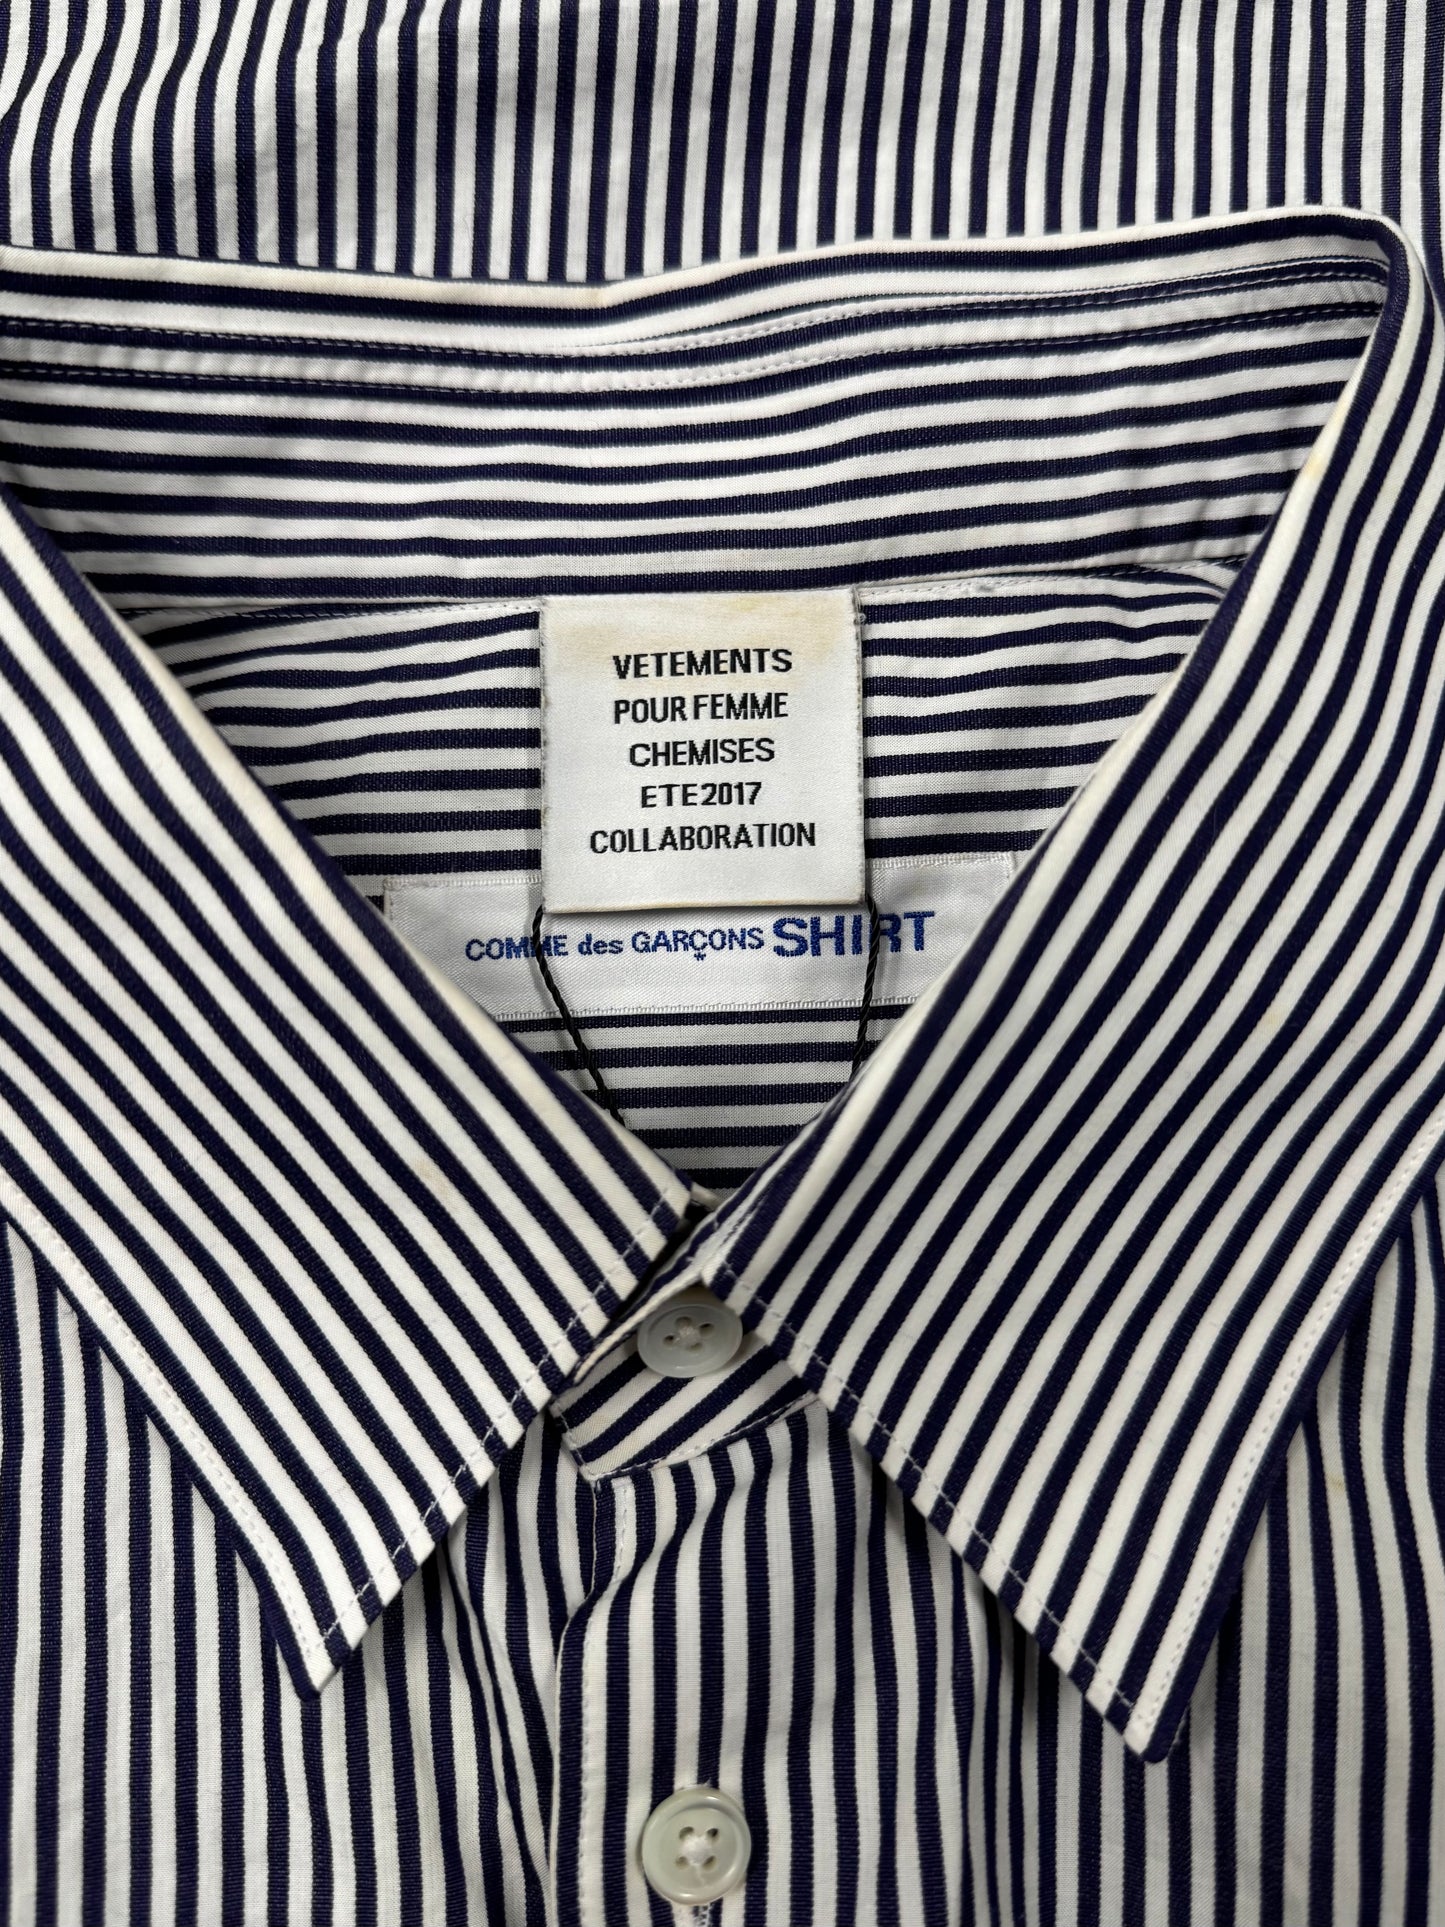 VETEMENTS
POUR FEMME
CHEMISES
ETE2017
COLLABORATION
COMME des GARÇONS SHIRT